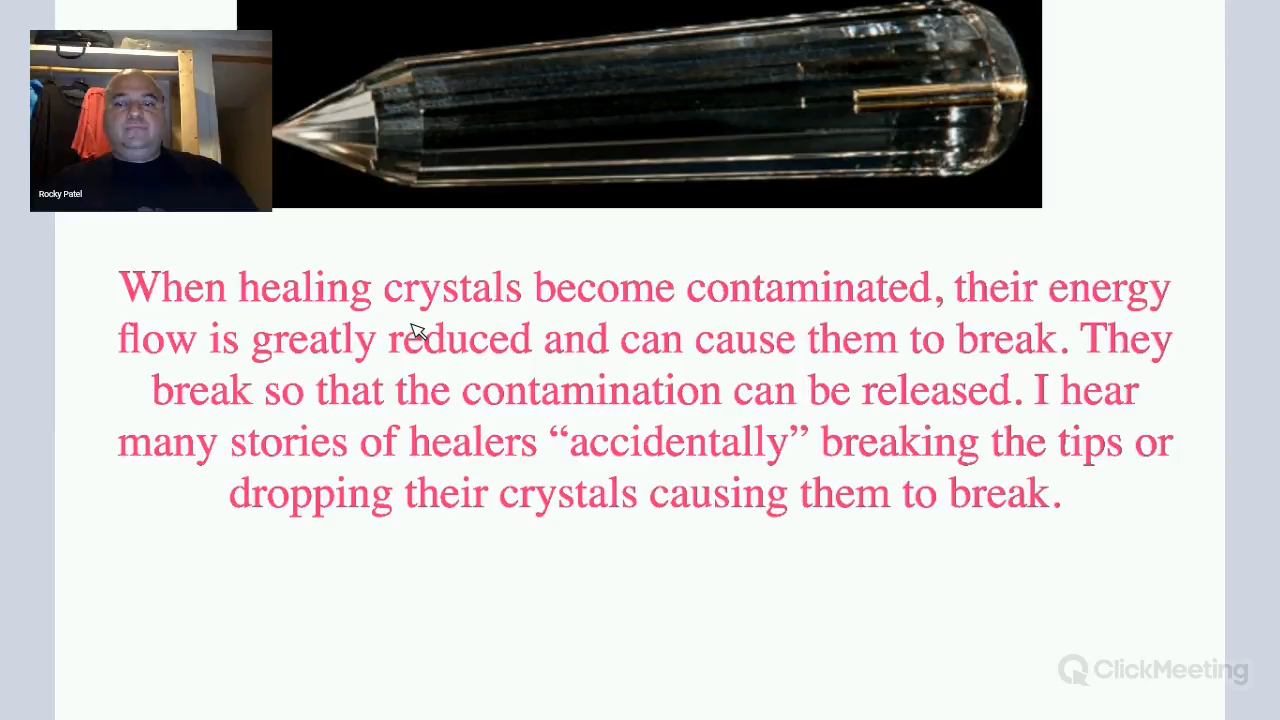 Rocky Patel
When healing crystals become contaminated, their energy
flow is greatly reduced and can cause them to break. They
break so that the contamination can be released. I hear
many stories of healers “accidentally” breaking the tips or
dropping their crystals causing them to break.
ClickMeeting